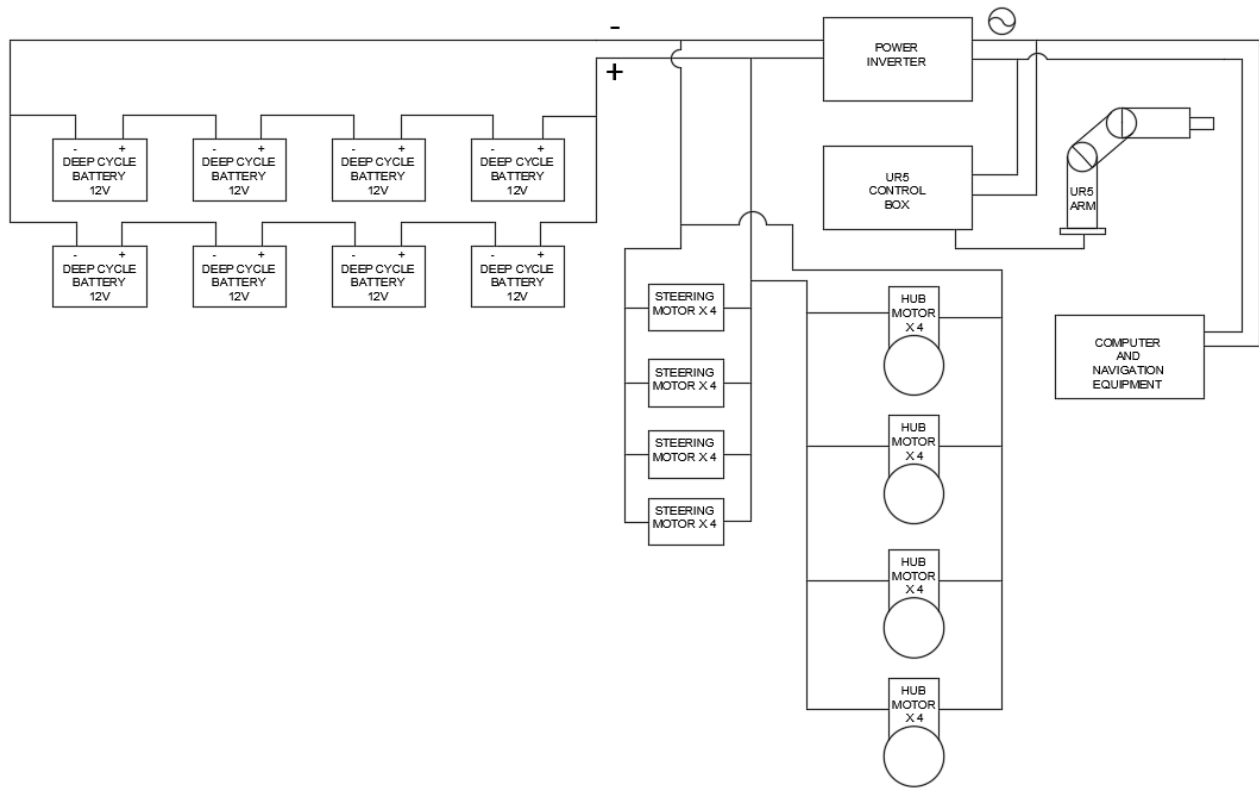 -
+
POWER
INVERTER
- +
DEEP CYCLE
BATTERY
12V
- +
DEEP CYCLE
BATTERY
12V
- +
DEEP CYCLE
BATTERY
12V
- +
DEEP CYCLE
BATTERY
12V
- +
DEEP CYCLE
BATTERY
12V
- +
DEEP CYCLE
BATTERY
12V
- +
DEEP CYCLE
BATTERY
12V
- +
DEEP CYCLE
BATTERY
12V
UR5
CONTROL
BOX
UR5
ARM
STEERING
MOTOR X 4
STEERING
MOTOR X 4
STEERING
MOTOR X 4
STEERING
MOTOR X 4
HUB
MOTOR
X 4
HUB
MOTOR
X 4
HUB
MOTOR
X 4
HUB
MOTOR
X 4
COMPUTER
AND
NAVIGATION
EQUIPMENT